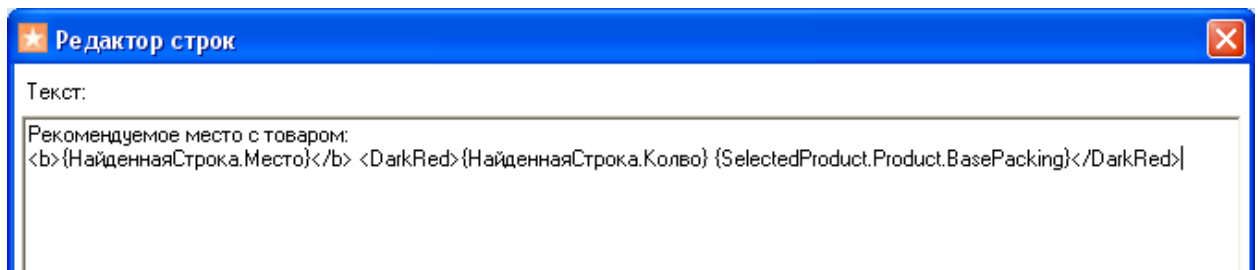 Редактор строк
Текст:
Рекомендуемое место с товаром:
<b>{НайденнаяСтрока.Место}</b> <DarkRed>{НайденнаяСтрока.Колво} {SelectedProduct.Product.BasePacking}</DarkRed>